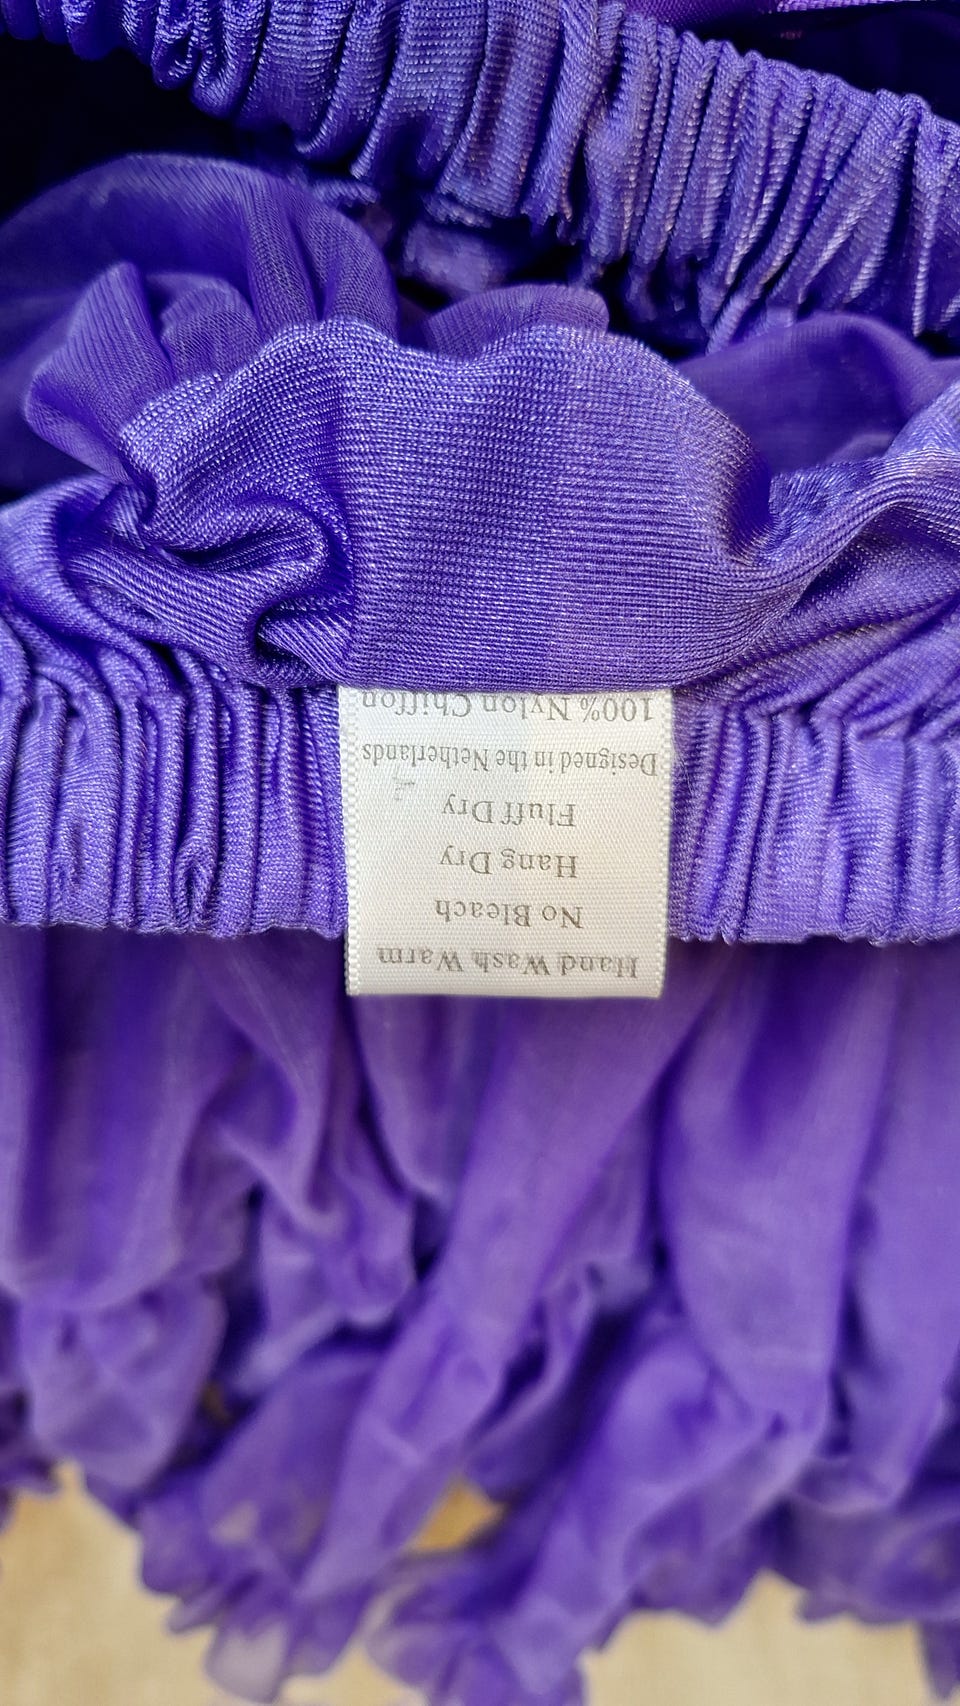 Hand Wash Warm
No Bleach
Hang Dry
Fluff Dry
Designed in the Netherlands
100% Nylon Chiffon